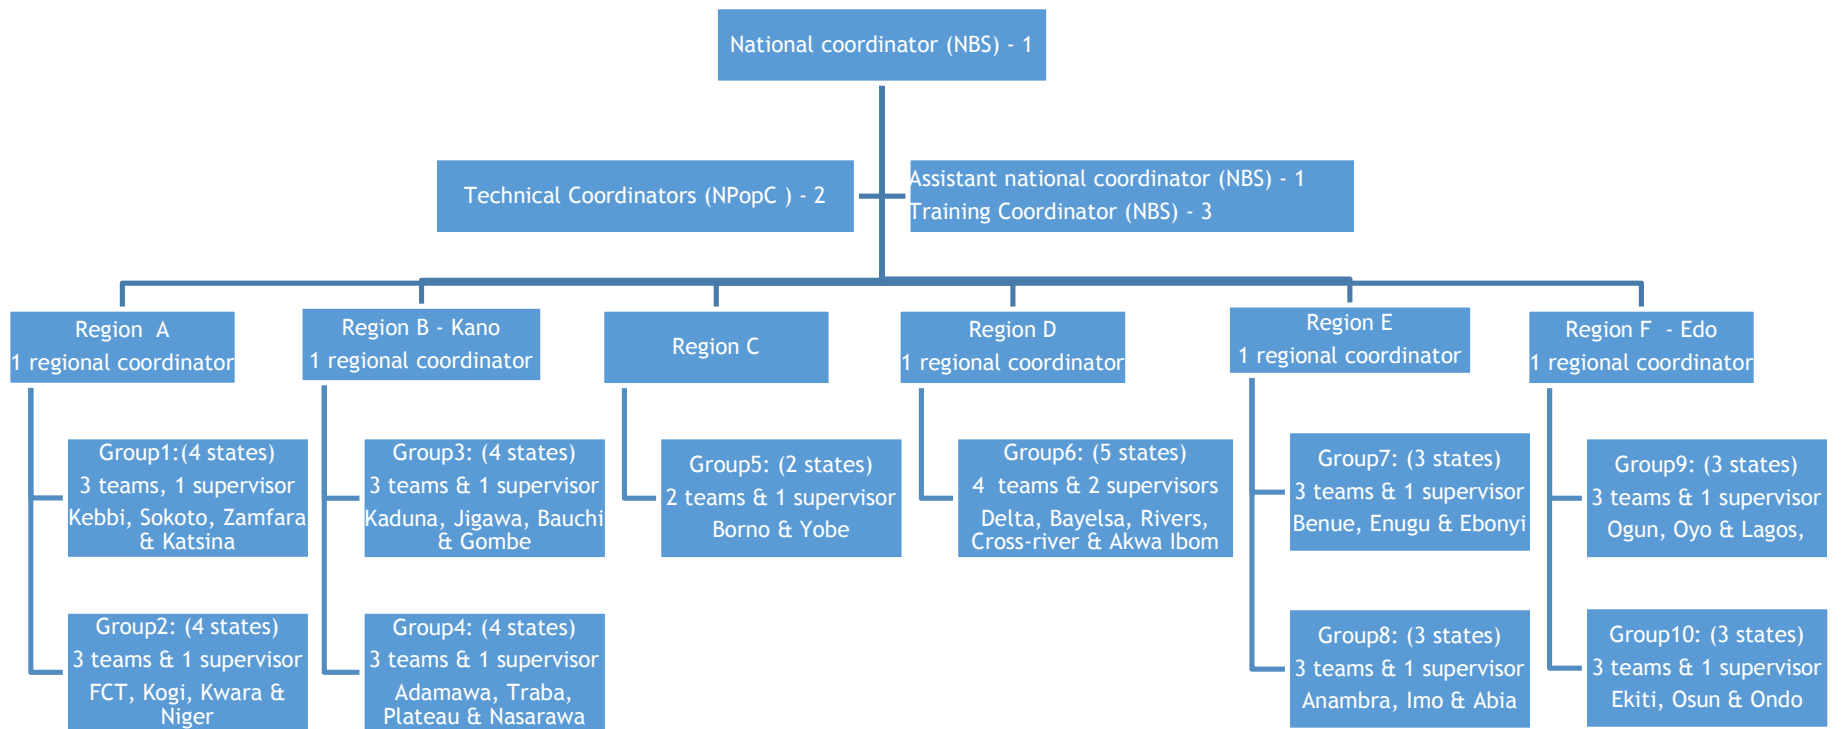 National coordinator (NBS) - 1
Technical Coordinators (NPopC ) - 2
Assistant national coordinator (NBS) - 1
Training Coordinator (NBS) - 3
Region A
1 regional coordinator
Region B - Kano
1 regional coordinator
Region C
Region D
1 regional coordinator
Region E
1 regional coordinator
Region F - Edo
1 regional coordinator
Group1:(4 states)
3 teams, 1 supervisor
Kebbi, Sokoto, Zamfara
& Katsina
Group3: (4 states)
3 teams & 1 supervisor
Kaduna, Jigawa, Bauchi
& Gombe
Group5: (2 states)
2 teams & 1 supervisor
Borno & Yobe
Group6: (5 states)
4 teams & 2 supervisors
Delta, Bayelsa, Rivers,
Cross-river & Akwa Ibom
Group7: (3 states)
3 teams & 1 supervisor
Benue, Enugu & Ebonyi
Group9: (3 states)
3 teams & 1 supervisor
Ogun, Oyo & Lagos,
Group2: (4 states)
3 teams & 1 supervisor
FCT, Kogi, Kwara &
Niger
Group4: (4 states)
3 teams & 1 supervisor
Adamawa, Traba,
Plateau & Nasarawa
Group8: (3 states)
3 teams & 1 supervisor
Anambra, Imo & Abia
Group10: (3 states)
3 teams & 1 supervisor
Ekiti, Osun & Ondo